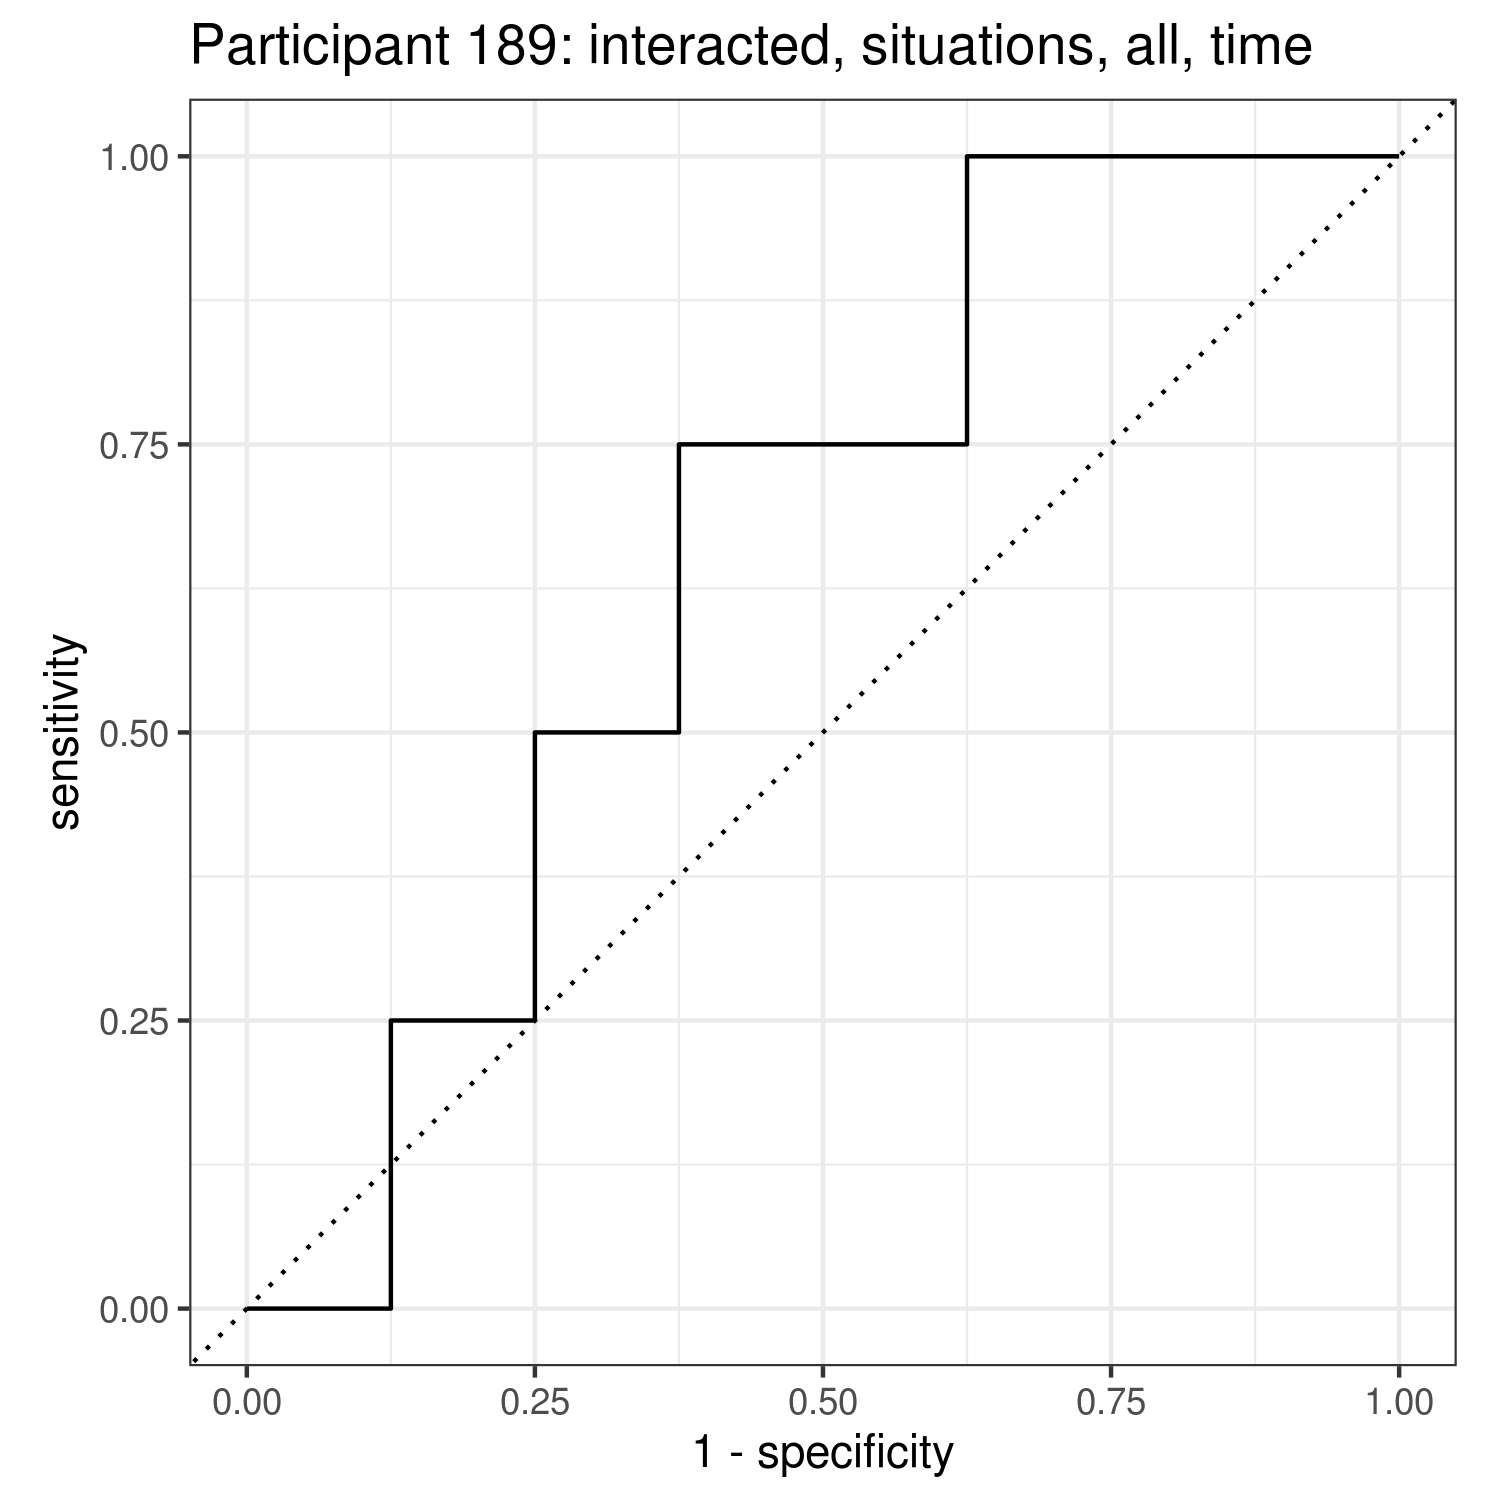 Participant 189: interacted, situations, all, time
sensitivity
1.00
0.75
0.50
0.25
0.00
0.00 0.25 0.50 0.75 1.00
1 - specificity